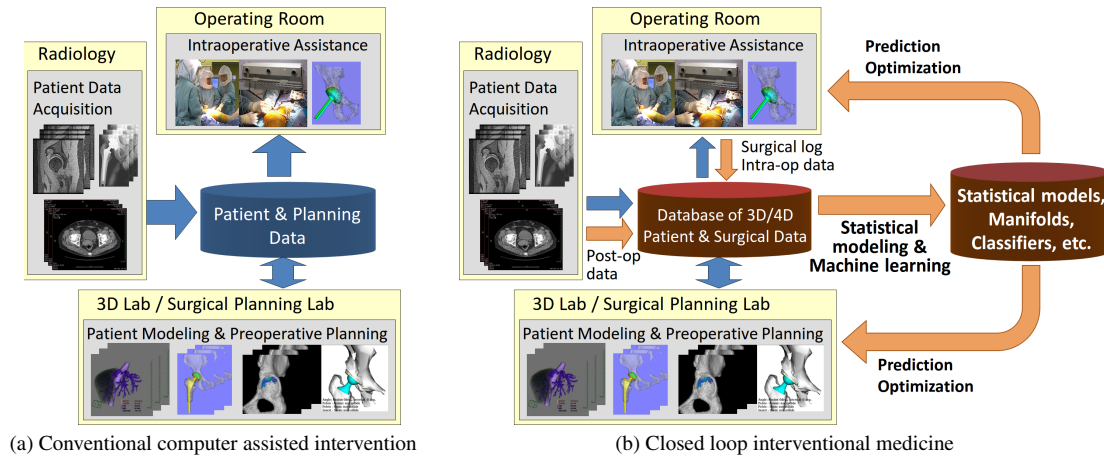 Operating Room
Intraoperative Assistance
Radiology
Patient Data
Acquisition
Patient & Planning
Data
3D Lab / Surgical Planning Lab
Patient Modeling & Preoperative Planning
(a) Conventional computer assisted intervention
Operating Room
Intraoperative Assistance
Radiology
Patient Data
Acquisition
Prediction
Optimization
Surgical log
Intra-op data
Database of 3D/4D
Patient & Surgical Data
Post-op
data
Statistical
modeling &
Machine learning
Statistical models,
Manifolds,
Classifiers, etc.
3D Lab / Surgical Planning Lab
Patient Modeling & Preoperative Planning
Prediction
Optimization
(b) Closed loop interventional medicine